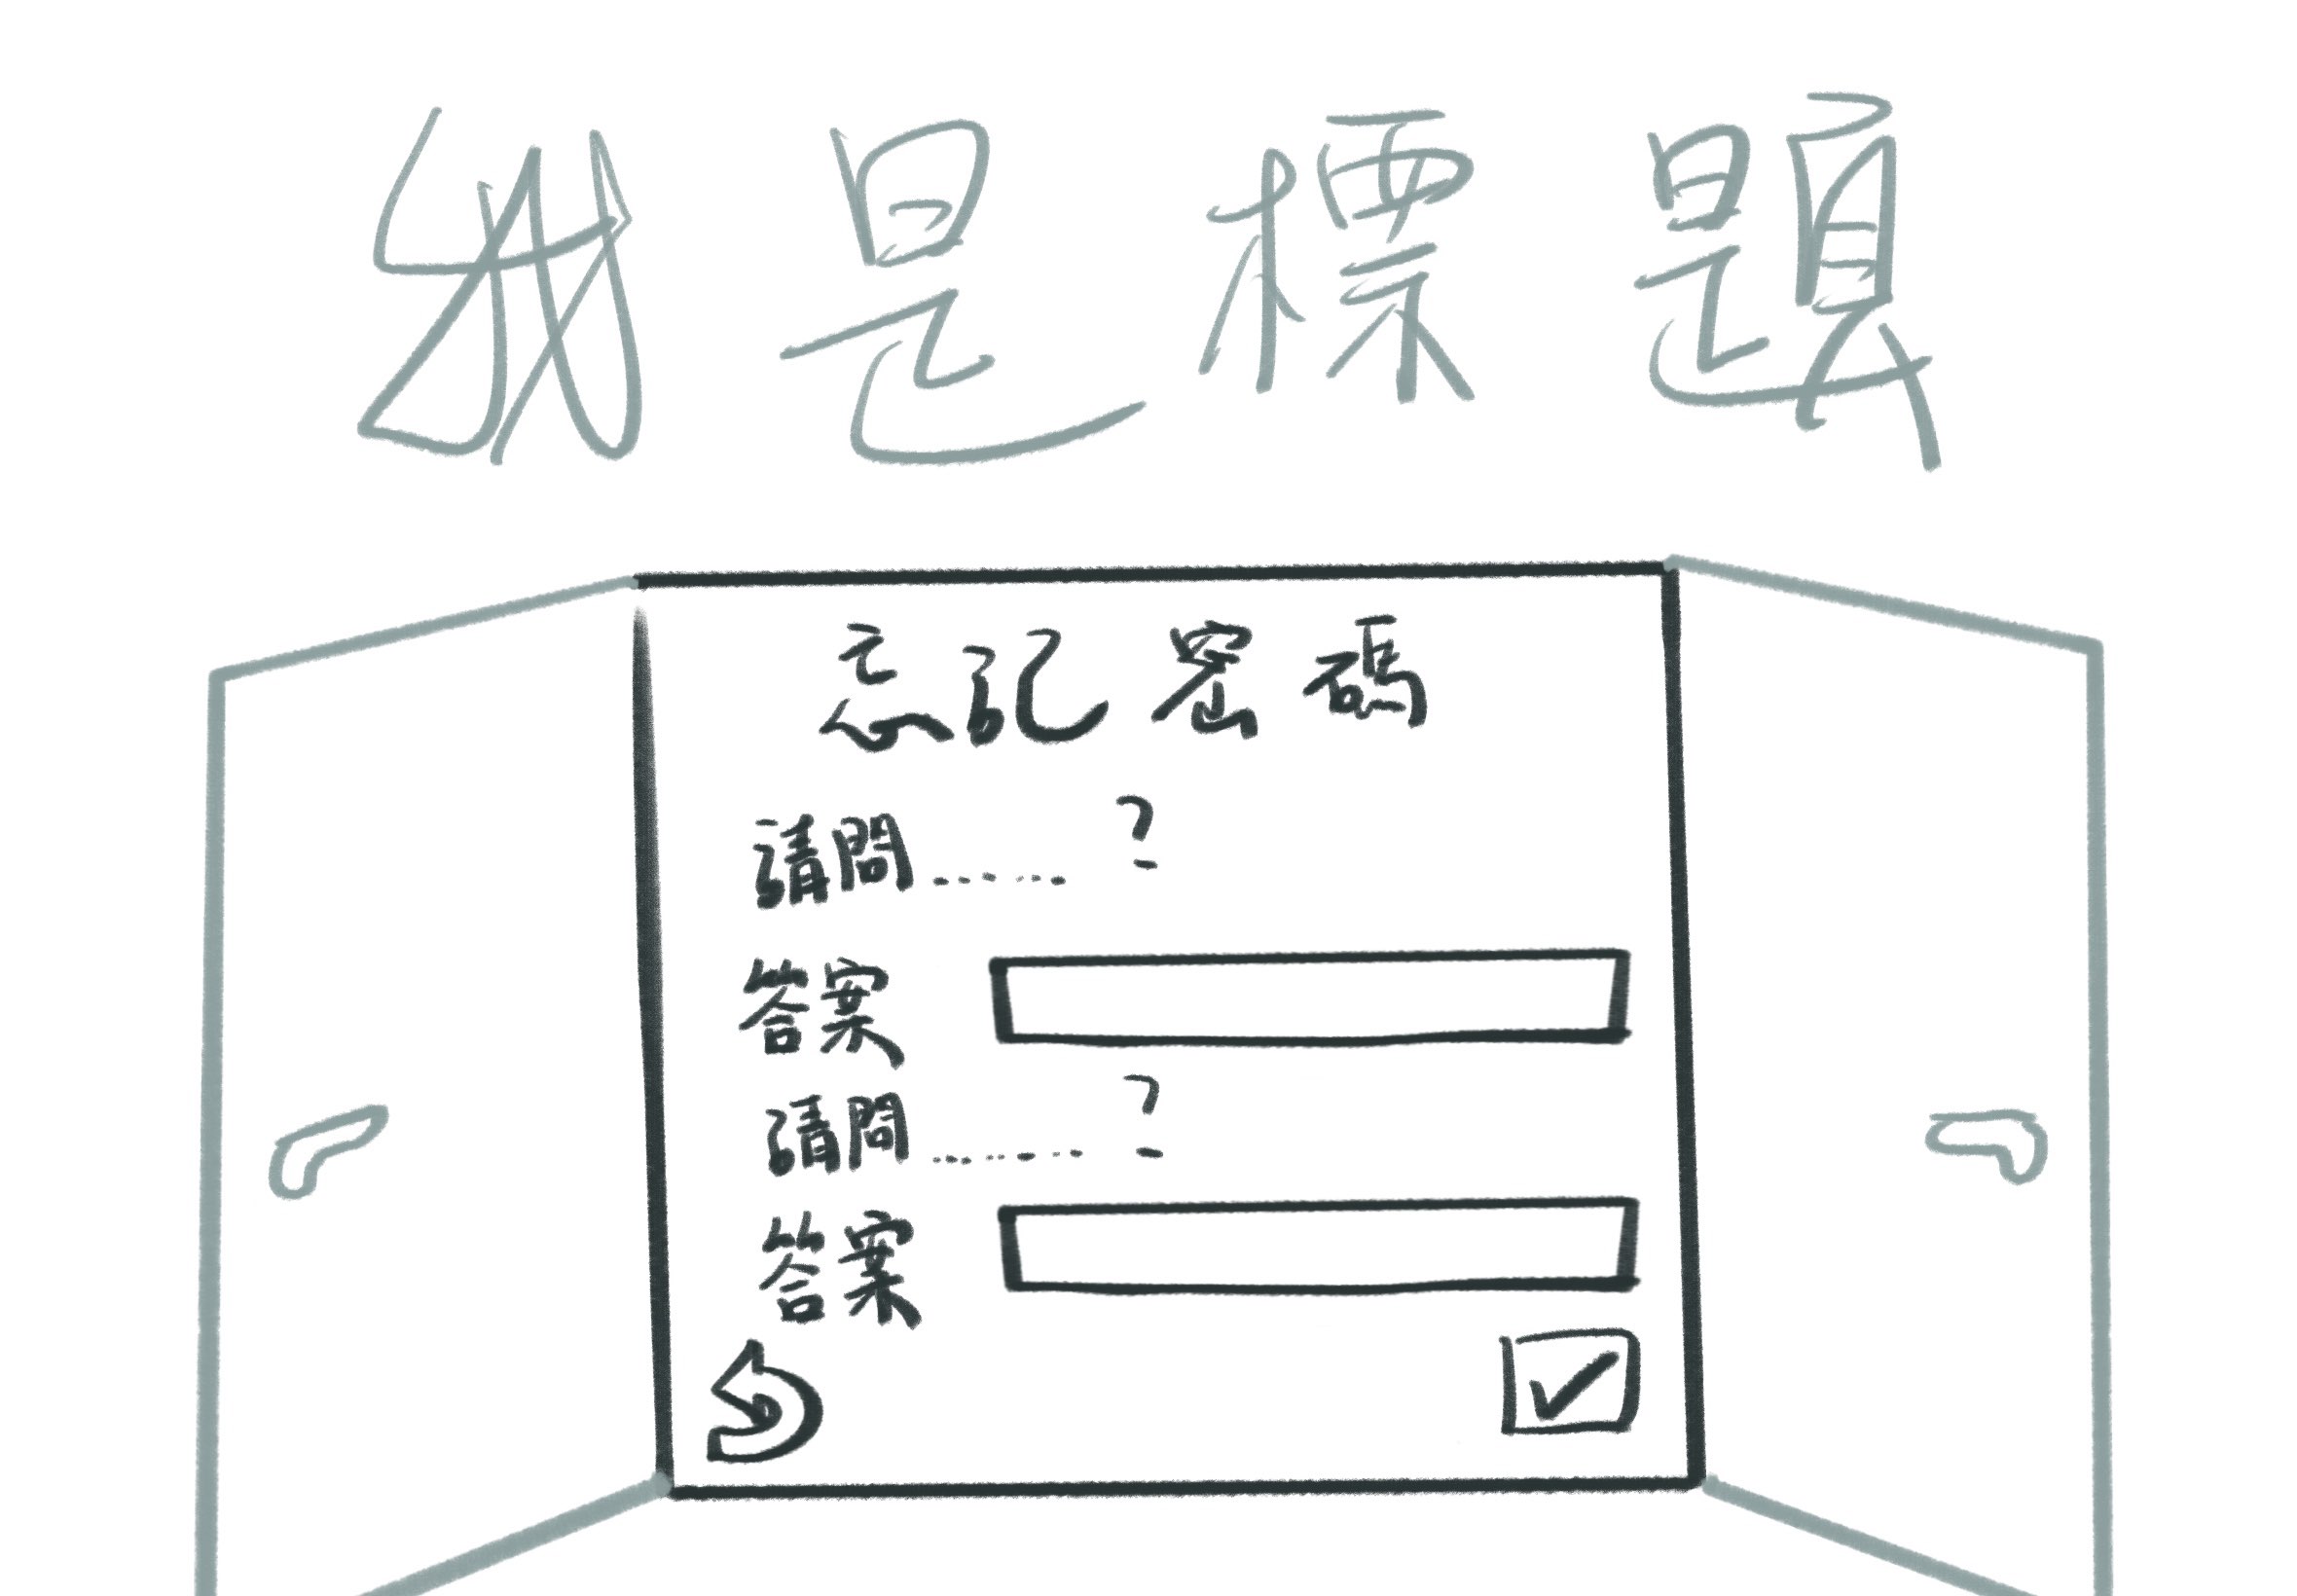 我是標題
忘記密碼
請問......?
答案
請問.......?
答案